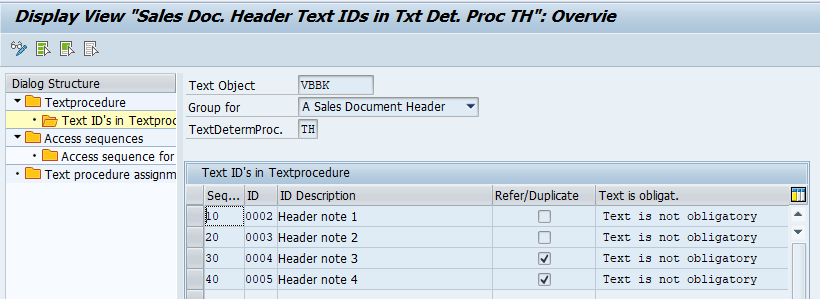 Display View "Sales Doc. Header Text IDs in Txt Det. Proc TH": Overvie
Dialog Structure
Textprocedure
Text ID's in Textproc
Access sequences
Access sequence for
Text procedure assignm
Text Object VBBK
Group for A Sales Document Header
TextDetermProc. TH
Text ID's in Textprocedure
Seq... ID ID Description Refer/Duplicate Text is obligat.
10 0002 Header note 1 Text is not obligatory
20 0003 Header note 2 Text is not obligatory
30 0004 Header note 3 Text is not obligatory
40 0005 Header note 4 Text is not obligatory